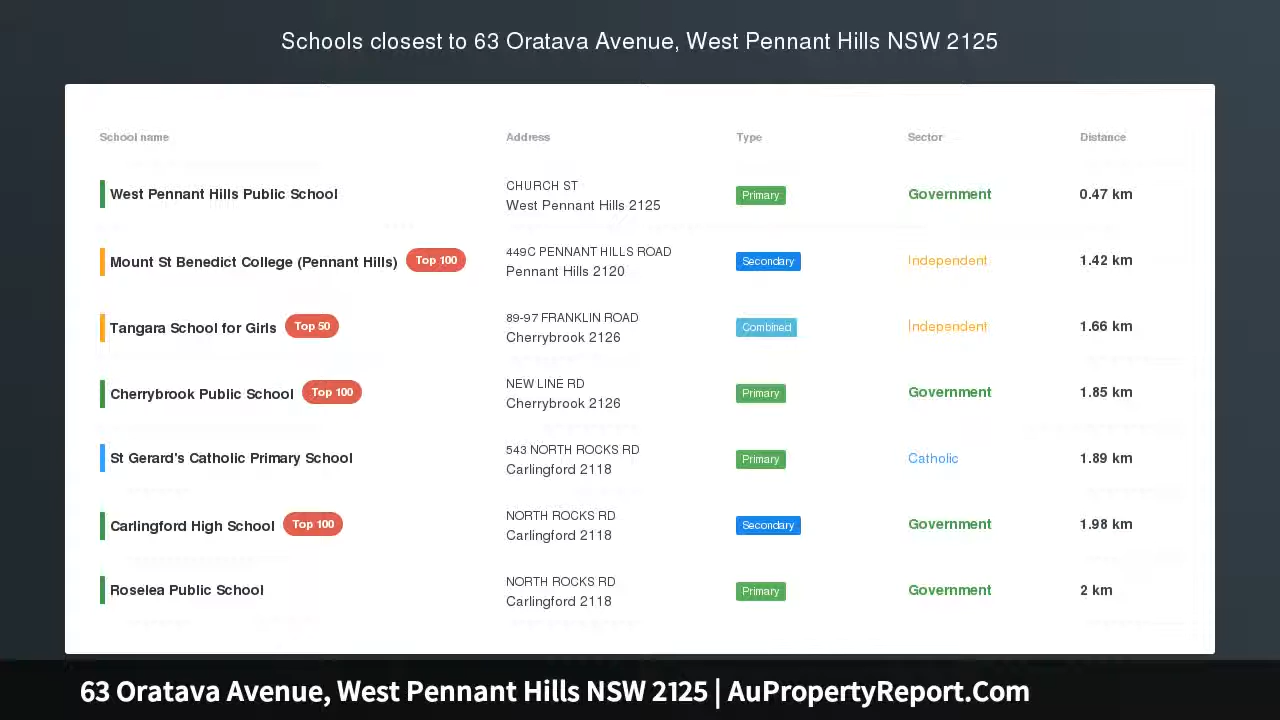 Schools closest to 63 Oratava Avenue, West Pennant Hills NSW 2125
School name Address Type Sector Distance
West Pennant Hills Public School CHURCH ST Primary Government 0.47 km
West Pennant Hills 2125
Mount St Benedict College (Pennant Hills) Top 100 449C PENNANT HILLS ROAD Secondary Independent 1.42 km
Pennant Hills 2120
Tangara School for Girls Top 50 89-97 FRANKLIN ROAD Combined Independent 1.66 km
Cherrybrook 2126
Cherrybrook Public School Top 100 NEW LINE RD Primary Government 1.85 km
Cherrybrook 2126
St Gerard's Catholic Primary School 543 NORTH ROCKS RD Primary Catholic 1.89 km
Carlingford 2118
Carlingford High School Top 100 NORTH ROCKS RD Secondary Government 1.98 km
Carlingford 2118
Roselea Public School NORTH ROCKS RD Primary Government 2 km
Carlingford 2118
63 Oratava Avenue, West Pennant Hills NSW 2125 | AuPropertyReport.Com